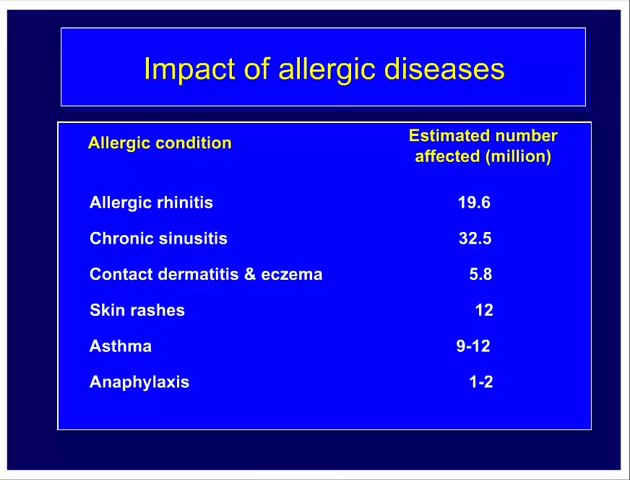 Impact of allergic diseases
Allergic condition
Estimated number
affected (million)
Allergic rhinitis 19.6
Chronic sinusitis 32.5
Contact dermatitis & eczema 5.8
Skin rashes 12
Asthma 9-12
Anaphylaxis 1-2